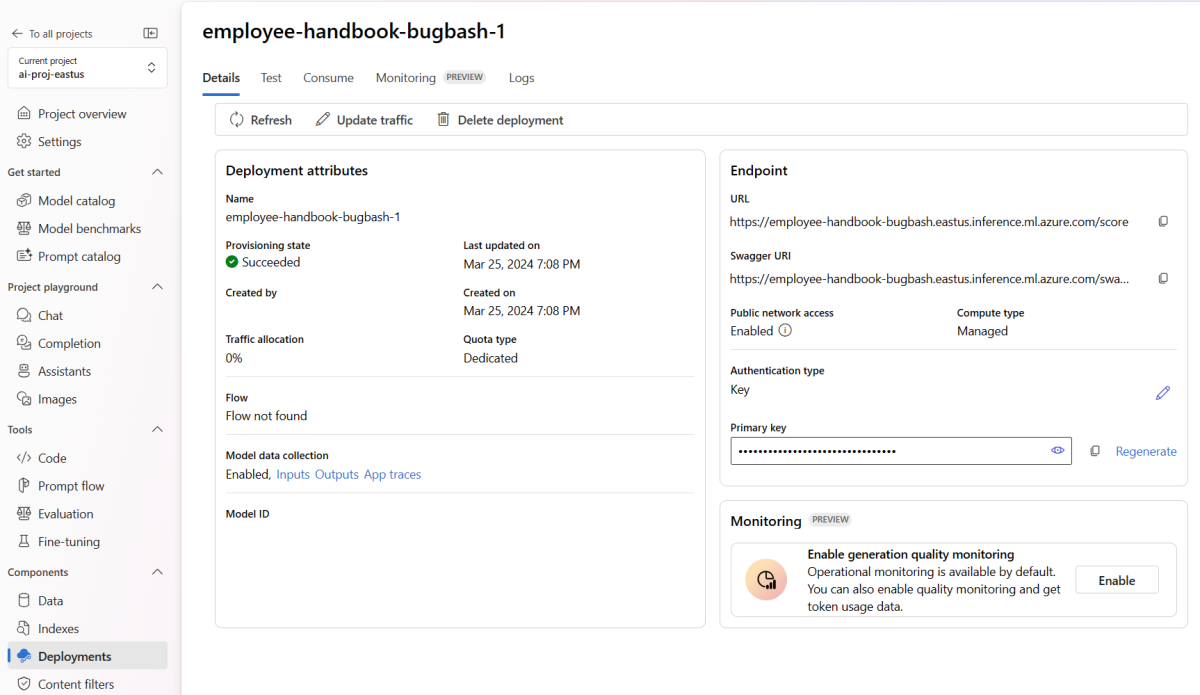 To all projects
Current project
ai-proj-eastus
Project overview
Settings
Get started
Model catalog
Model benchmarks
Prompt catalog
Project playground
Chat
Completion
Assistants
Images
Tools
Code
Prompt flow
Evaluation
Fine-tuning
Components
Data
Indexes
Deployments
Content filters
employee-handbook-bugbash-1
Details Test Consume Monitoring PREVIEW Logs
Refresh Update traffic Delete deployment
Deployment attributes
Name
employee-handbook-bugbash-1
Provisioning state Last updated on
Succeeded Mar 25, 2024 7:08 PM
Created by Created on
Mar 25, 2024 7:08 PM
Traffic allocation Quota type
0% Dedicated
Flow
Flow not found
Model data collection
Enabled, Inputs Outputs App traces
Model ID
Endpoint
URL
https://employee-handbook-bugbash.eastus.inference.ml.azure.com/score
Swagger URI
https://employee-handbook-bugbash.eastus.inference.ml.azure.com/swa...
Public network access Compute type
Enabled Managed
Authentication type
Key
Primary key
••••••••••••••••••••••••••••••••
Regenerate
Monitoring PREVIEW
Enable generation quality monitoring
Operational monitoring is available by default.
You can also enable quality monitoring and get
token usage data.
Enable